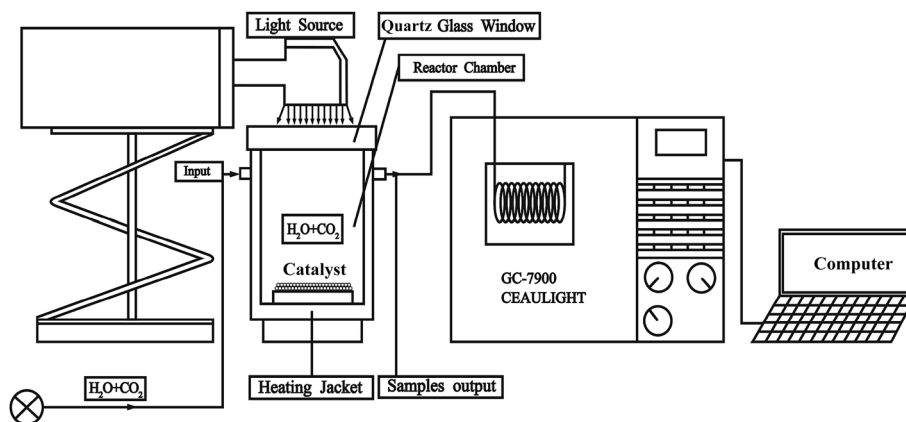 Light Source
Quartz Glass Window
Reactor Chamber
Input
H₂O+CO₂
Catalyst
GC-7900
CEAULIGHT
Computer
H₂O+CO₂
Heating Jacket
Samples output